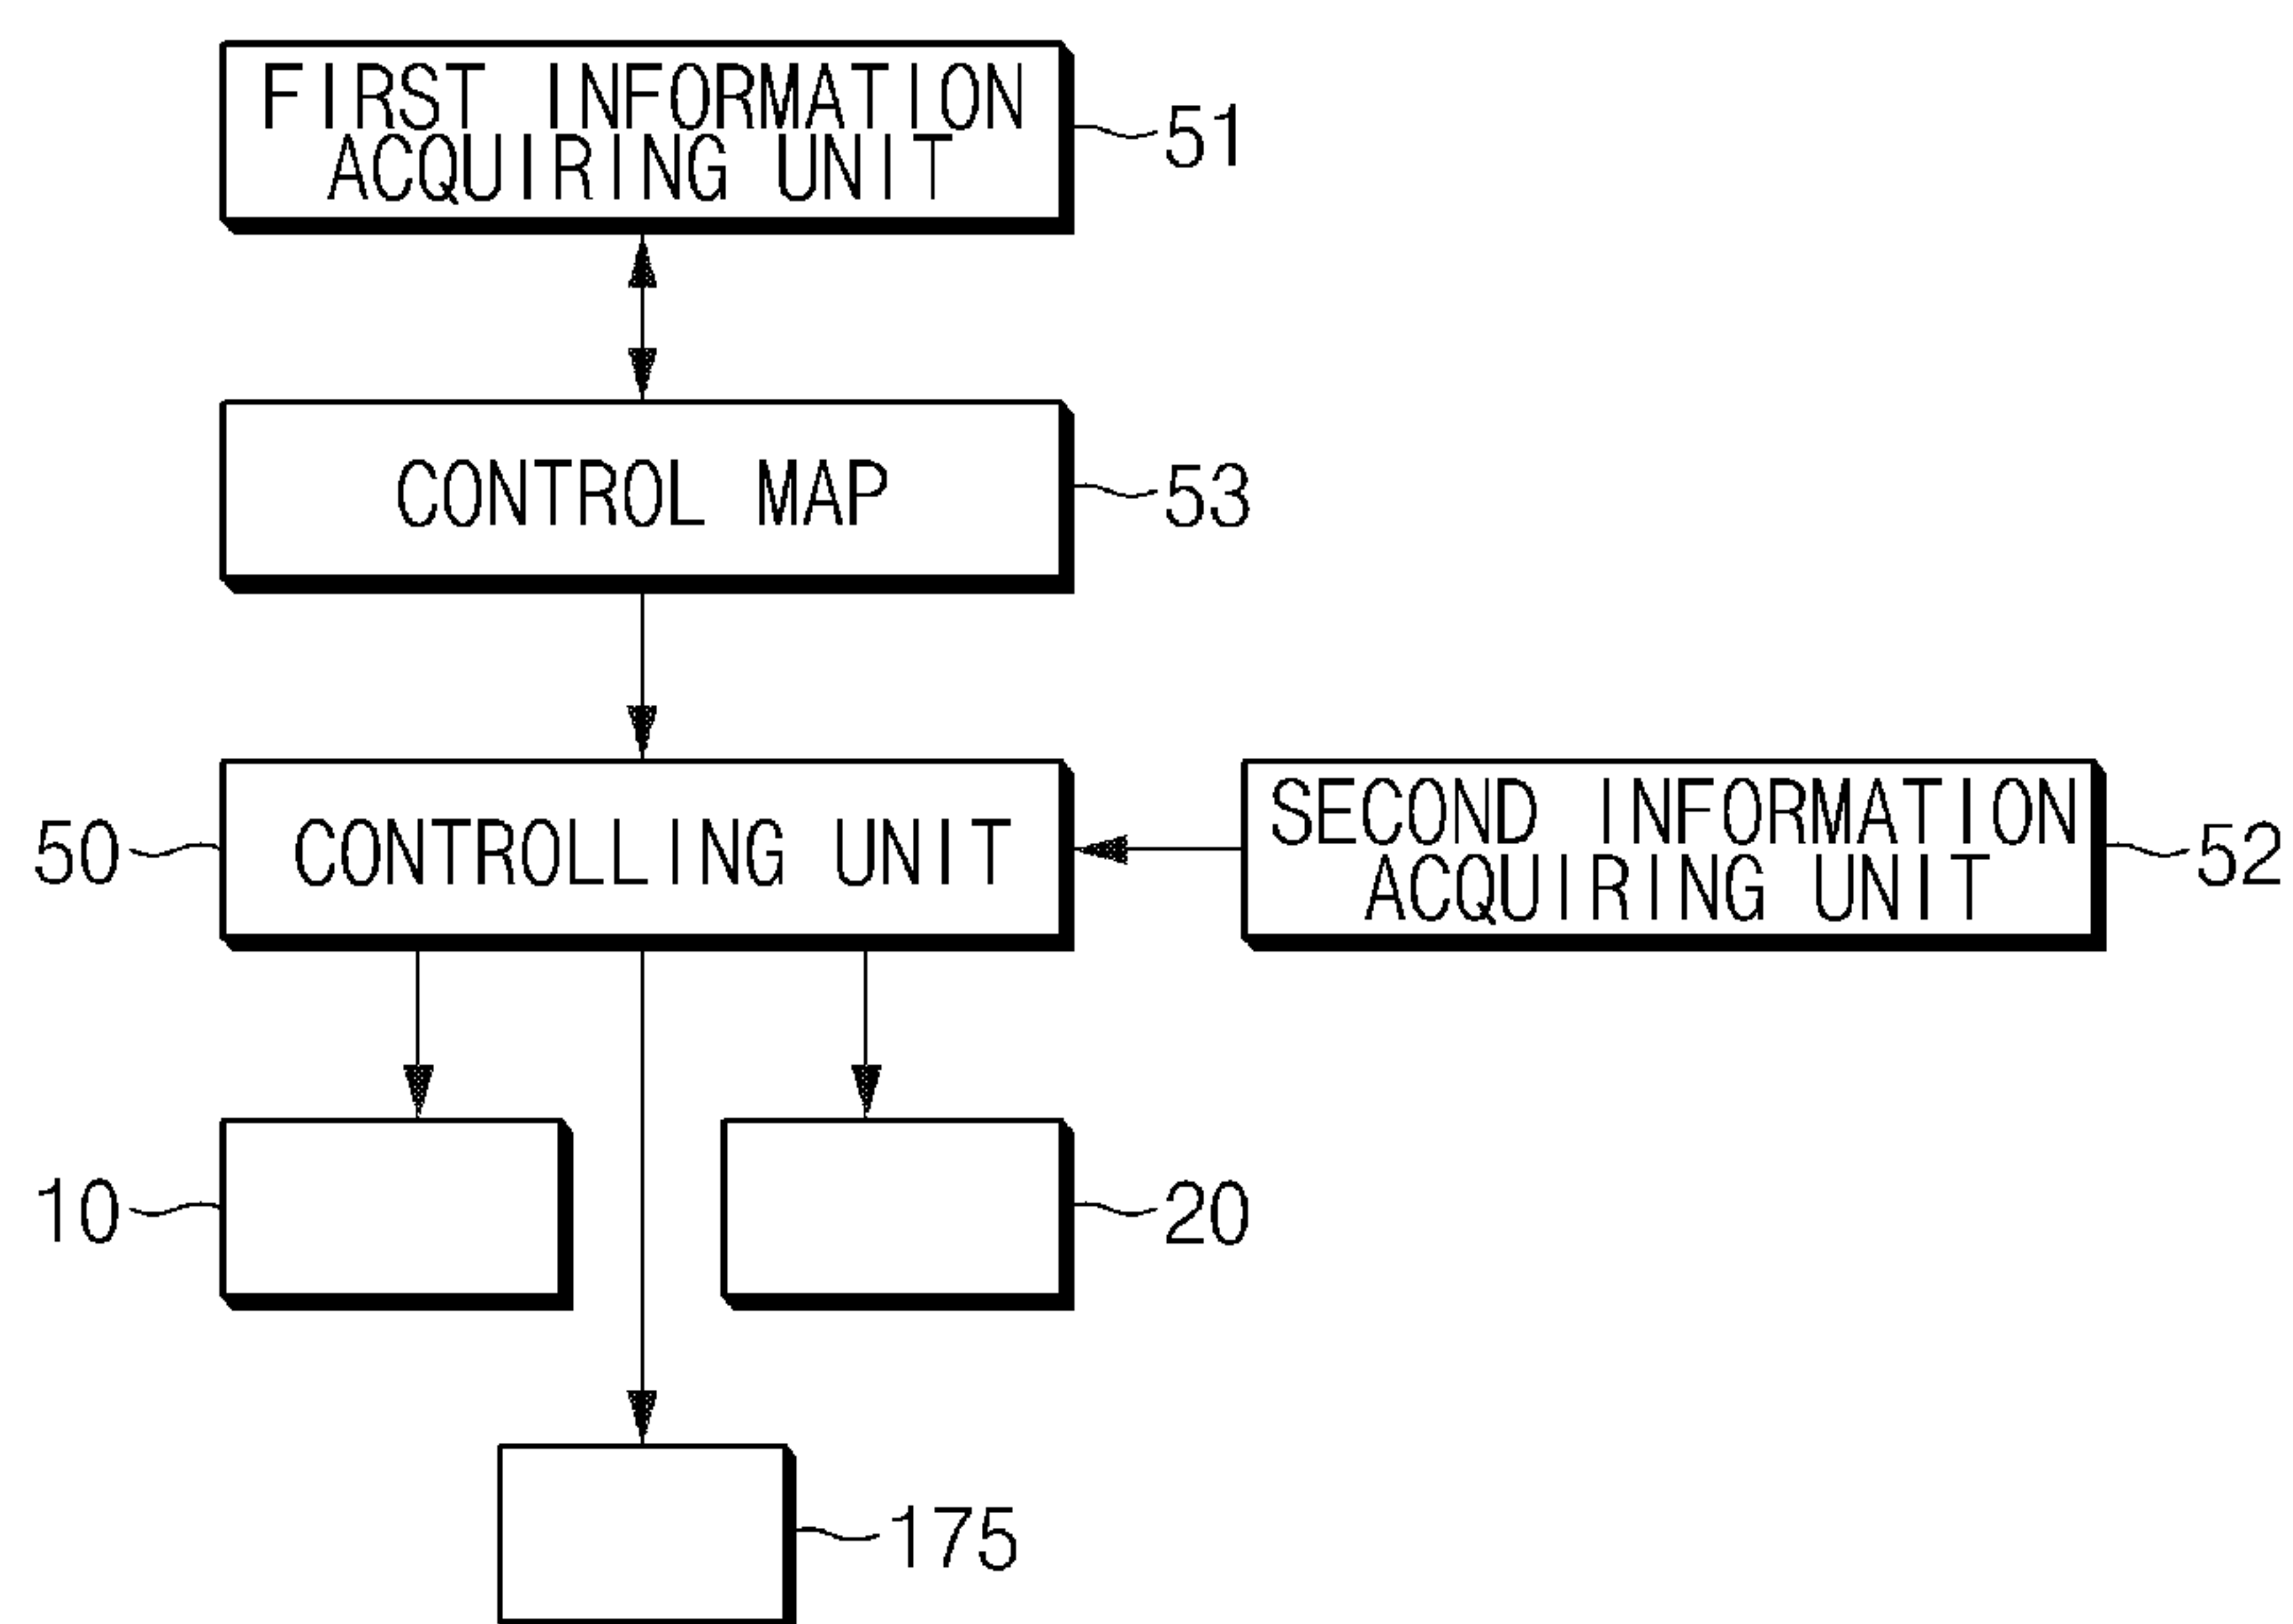 FIRST INFORMATION
ACQUIRING UNIT
51
CONTROL MAP
53
50
CONTROLLING UNIT
SECOND INFORMATION
ACQUIRING UNIT
52
10
20
175